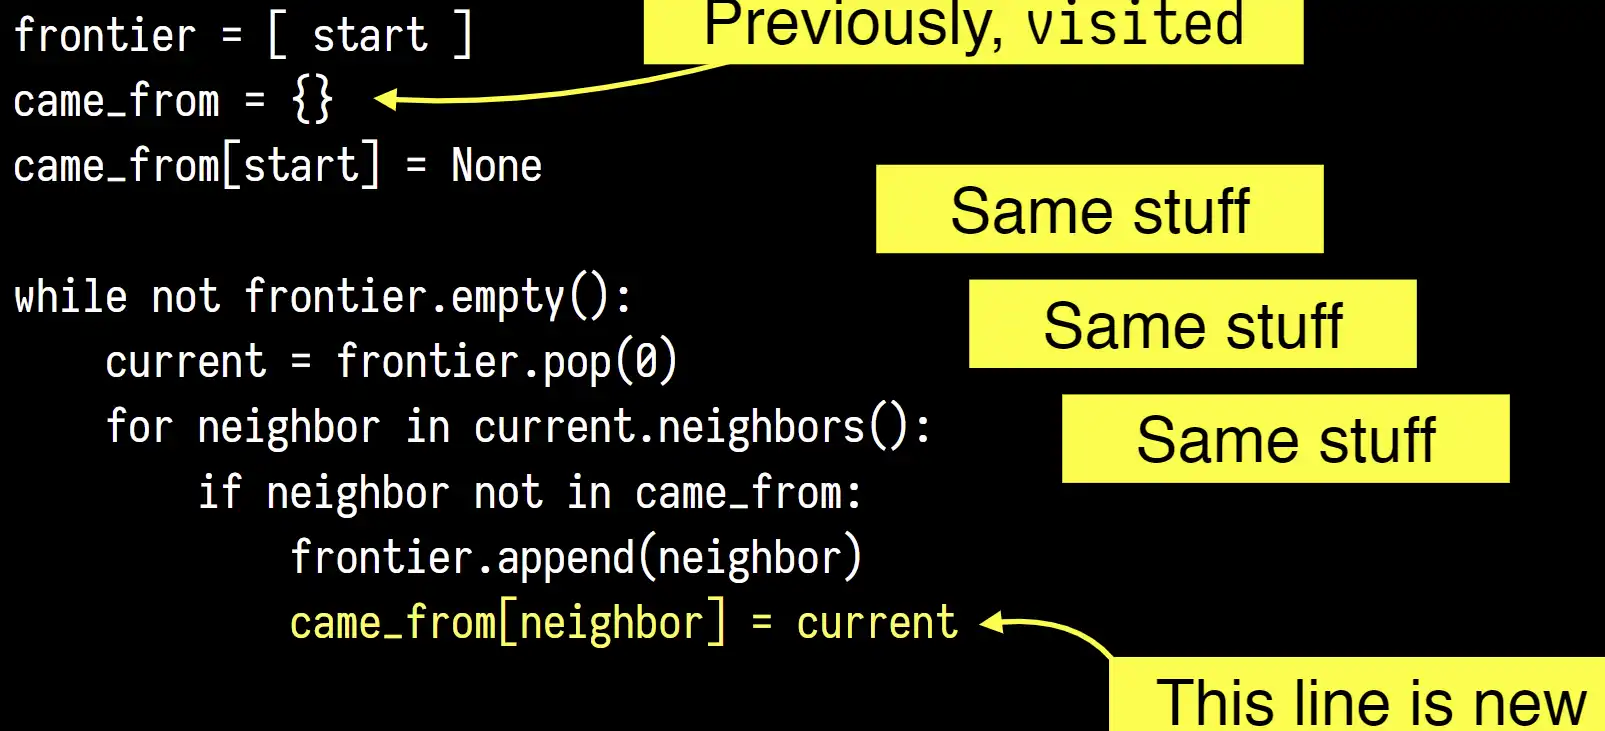 frontier = [ start ]
Previously, visited
came_from = {}
came_from[start] = None
Same stuff
while not frontier.empty():
Same stuff
current = frontier.pop(0)
for neighbor in current.neighbors():
Same stuff
if neighbor not in came_from:
frontier.append(neighbor)
came_from[neighbor] = current
This line is new